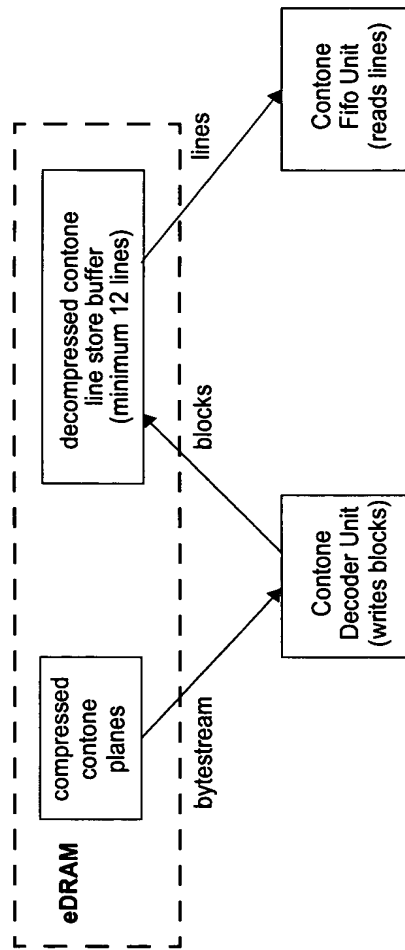 eDRAM
compressed
contone
planes
decompressed contone
line store buffer
(minimum 12 lines)
bytestream
blocks
lines
Contone
Decoder Unit
(writes blocks)
Contone
Fifo Unit
(reads lines)